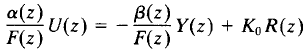 α(z)/F(z) U(z) = − β(z)/F(z) Y(z) + K₀ R(z)